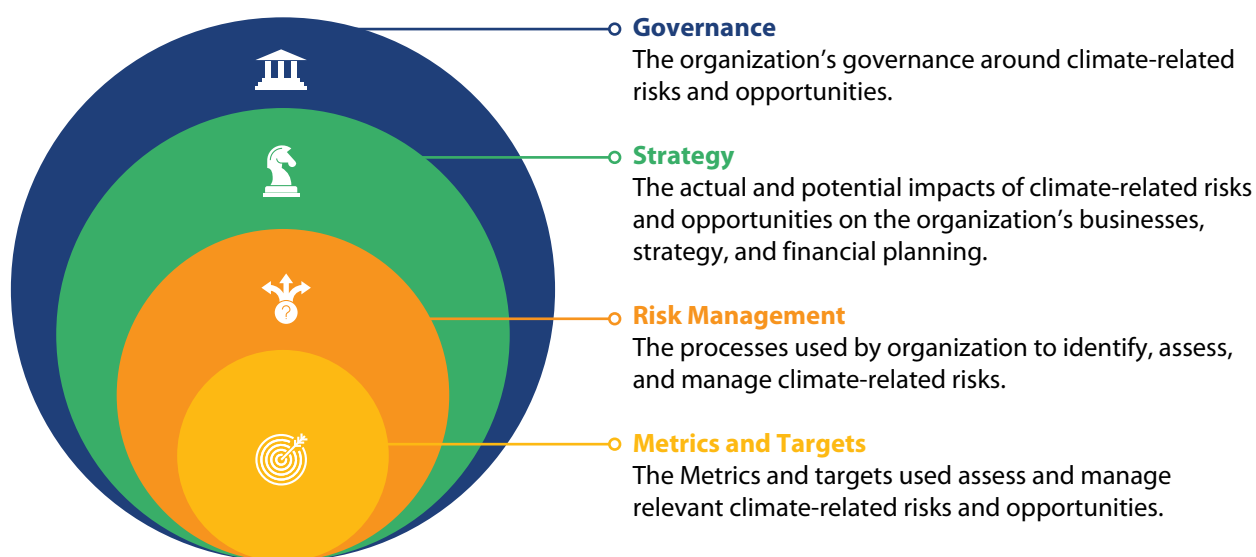 Governance
The organization’s governance around climate-related
risks and opportunities.
Strategy
The actual and potential impacts of climate-related risks
and opportunities on the organization’s businesses,
strategy, and financial planning.
?
Risk Management
The processes used by organization to identify, assess,
and manage climate-related risks.
Metrics and Targets
The Metrics and targets used assess and manage
relevant climate-related risks and opportunities.